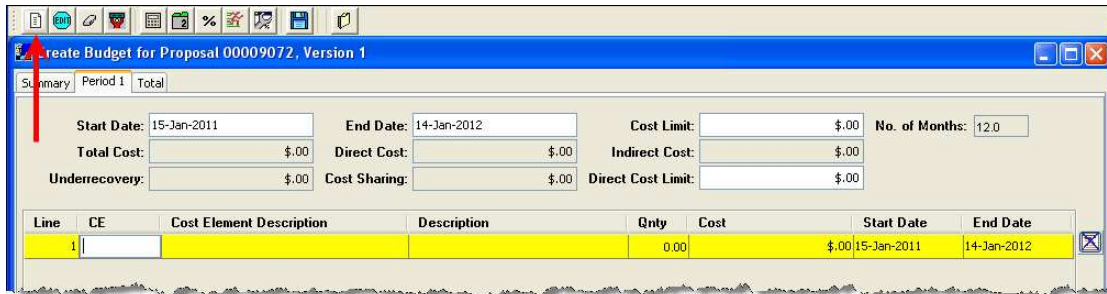 EDIT 2 %
Create Budget for Proposal 00009072, Version 1
Summary Period 1 Total
Start Date: 15-Jan-2011 End Date: 14-Jan-2012 Cost Limit: $.00 No. of Months: 12.0
Total Cost: $.00 Direct Cost: $.00 Indirect Cost: $.00
Underrecovery: $.00 Cost Sharing: $.00 Direct Cost Limit: $.00
Line CE Cost Element Description Description Qnty Cost Start Date End Date
1 0.00 $.00 15-Jan-2011 14-Jan-2012